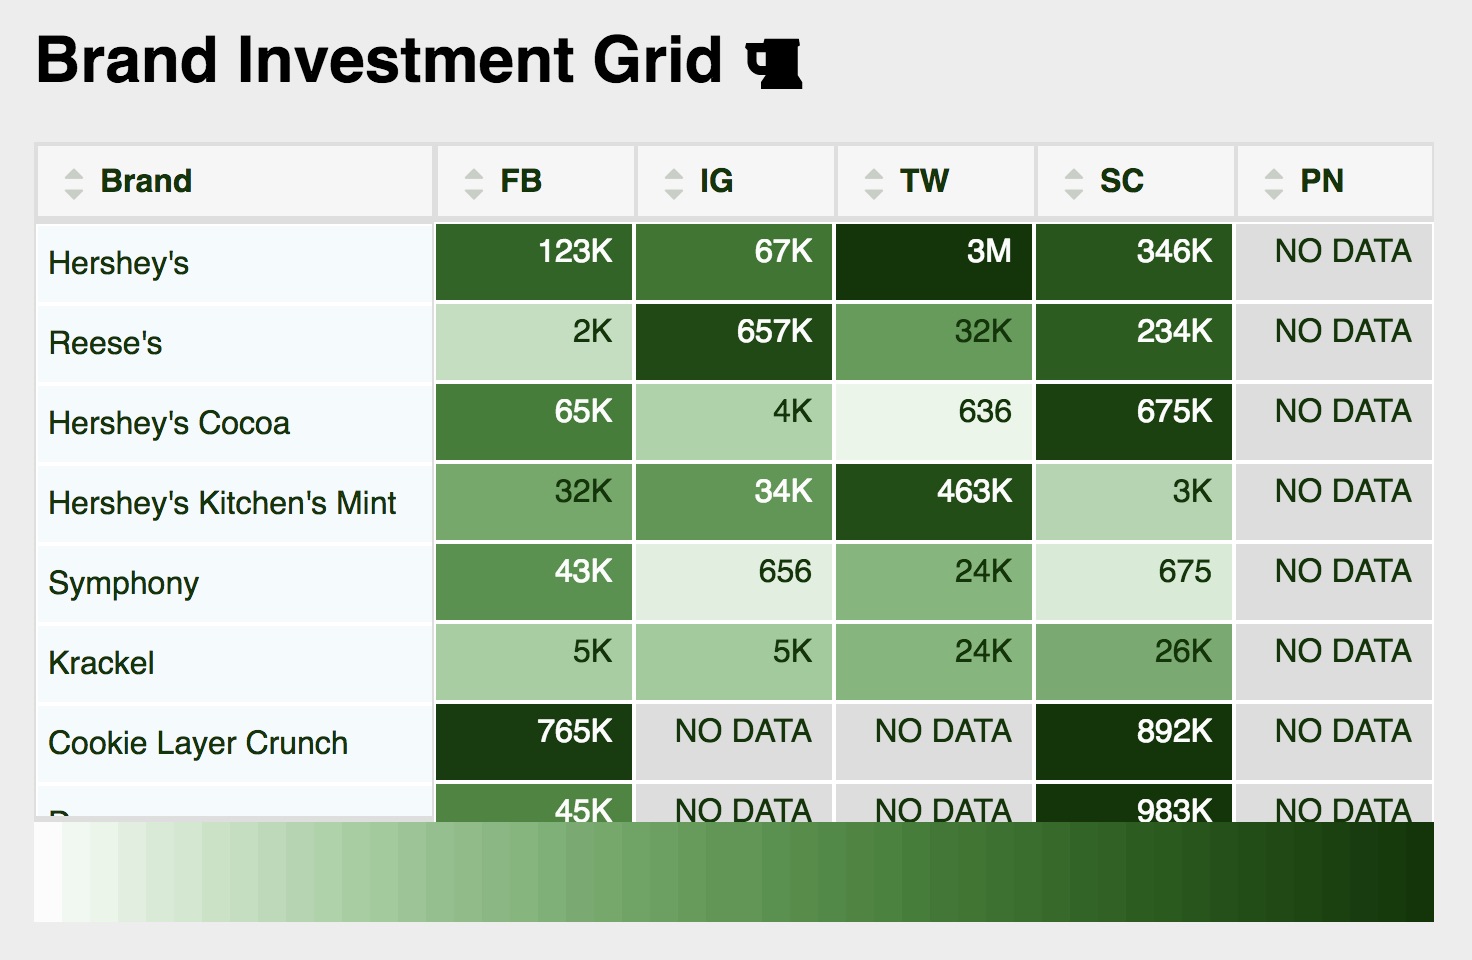 Brand Investment Grid
Brand FB IG TW SC PN
Hershey's 123K 67K 3M 346K NO DATA
Reese's 2K 657K 32K 234K NO DATA
Hershey's Cocoa 65K 4K 636 675K NO DATA
Hershey's Kitchen's Mint 32K 34K 463K 3K NO DATA
Symphony 43K 656 24K 675 NO DATA
Krackel 5K 5K 24K 26K NO DATA
Cookie Layer Crunch 765K NO DATA NO DATA 892K NO DATA
45K NO DATA NO DATA 983K NO DATA